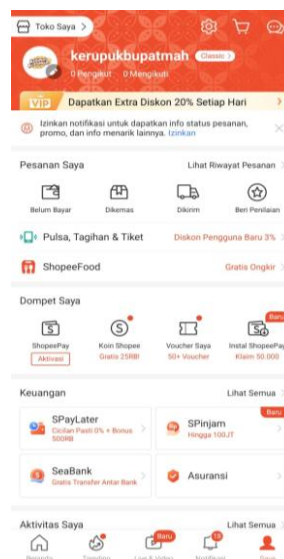 Toko Saya
kerupukbupatmah Classic
0 Pengikut 0 Mengikuti
VIP Dapatkan Extra Diskon 20% Setiap Hari
Izinkan notifikasi untuk dapatkan info status pesanan,
promo, dan info menarik lainnya. Izinkan
Pesanan Saya Lihat Riwayat Pesanan
Belum Bayar Dikemas Dikirim Beri Penilaian
Pulsa, Tagihan & Tiket Diskon Pengguna Baru 3%
ShopeeFood Gratis Ongkir
Dompet Saya
Baru
ShopeePay Koin Shopee Voucher Saya Instal ShopeePay
Aktivasi Gratis 25RB! 50+ Voucher Klaim 50.000
Keuangan Lihat Semua
Baru
SPayLater
Cicilan Pasti 0% + Bonus
500RB
SPinjam
Hingga 100JT
SeaBank
Gratis Transfer Antar Bank
Asuransi
Aktivitas Saya Lihat Semua
Baru 18
Beranda Trending Live & Video Notifikasi Saya